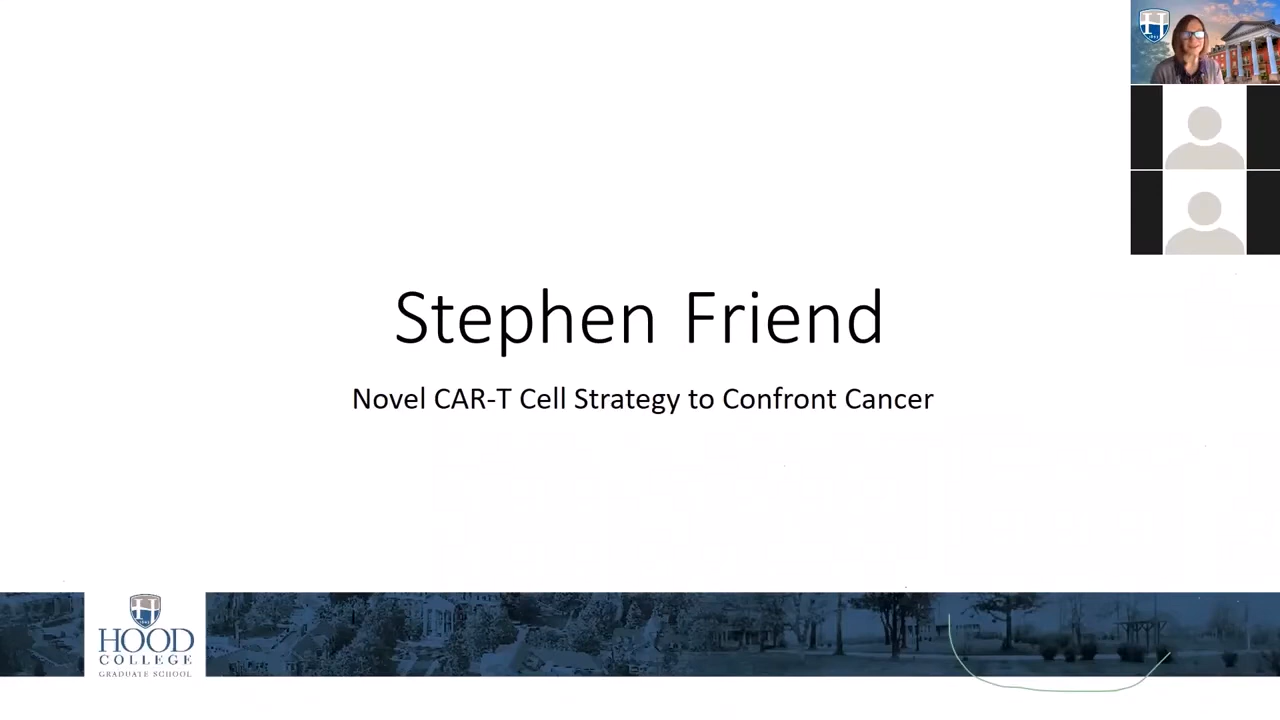 Stephen Friend
Novel CAR-T Cell Strategy to Confront Cancer
HOOD
COLLEGE
GRADUATE SCHOOL